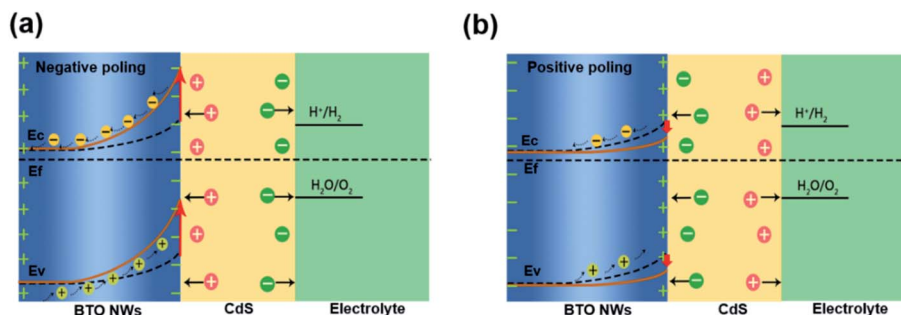 (a)
Negative poling
Ec
Ef
Ev
H⁺/H₂
H₂O/O₂
BTO NWs CdS Electrolyte
(b)
Positive poling
Ec
Ef
Ev
H⁺/H₂
H₂O/O₂
BTO NWs CdS Electrolyte